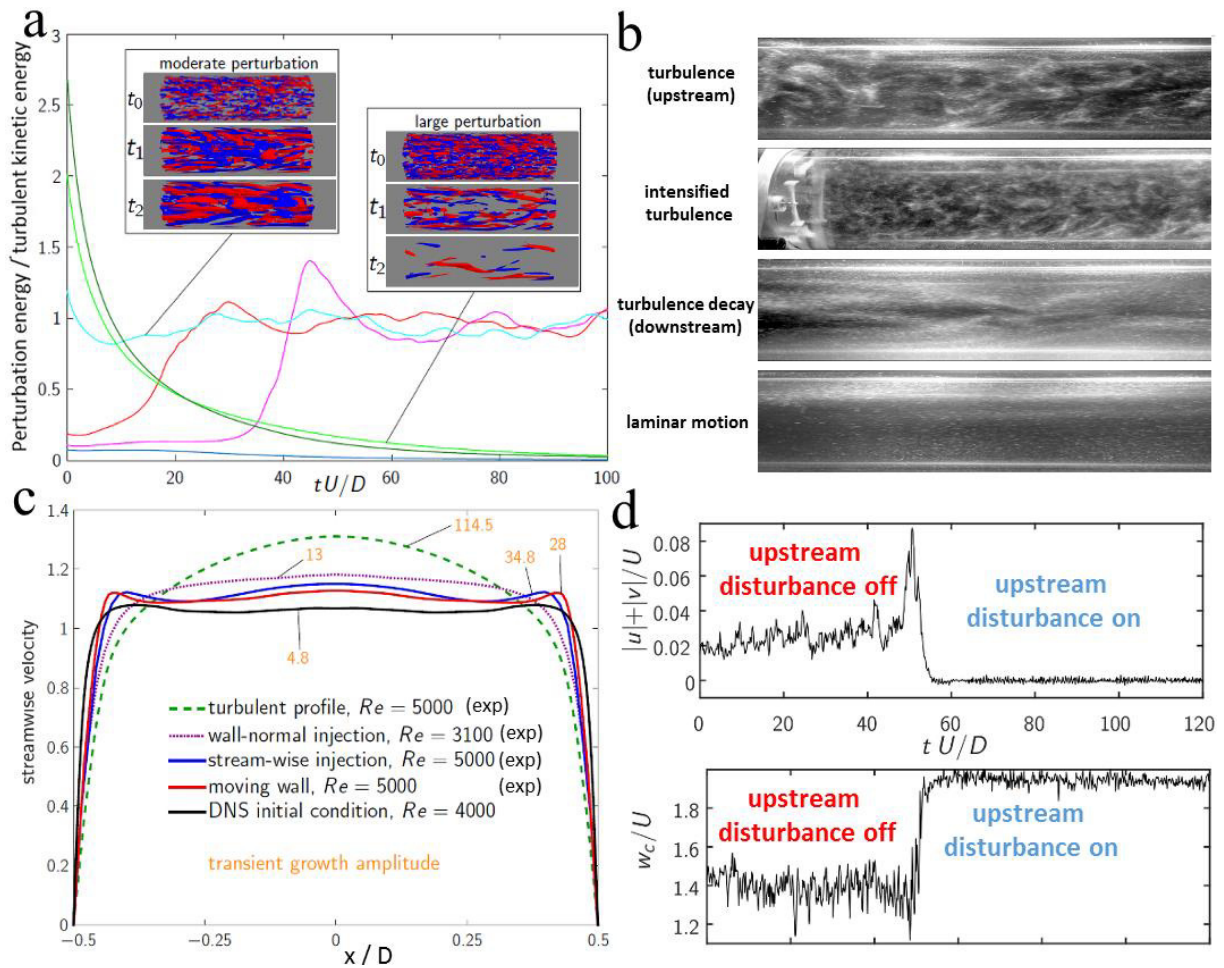 a
3
2.5
2
1.5
1
0.5
0
0
20
40
60
80
100
Perturbation energy / turbulent kinetic energy
tU/D
moderate perturbation
t0
t1
t2
large perturbation
t0
t1
t2
b
turbulence
(upstream)
intensified
turbulence
turbulence decay
(downstream)
laminar motion
c
1.4
1.2
1
0.8
0.6
0.4
0.2
0
−0.5
−0.25
0
0.25
0.5
streamwise velocity
x / D
114.5
13
34.8
28
4.8
turbulent profile, Re = 5000 (exp)
wall-normal injection, Re = 3100 (exp)
stream-wise injection, Re = 5000 (exp)
moving wall, Re = 5000 (exp)
DNS initial condition, Re = 4000
transient growth amplitude
d
0.08
0.06
0.04
0.02
0
|u|+|v|/U
upstream
disturbance off
upstream
disturbance on
0
20
40
60
80
100
120
t U/D
1.8
1.6
1.4
1.2
wc/U
upstream
disturbance off
upstream
disturbance on